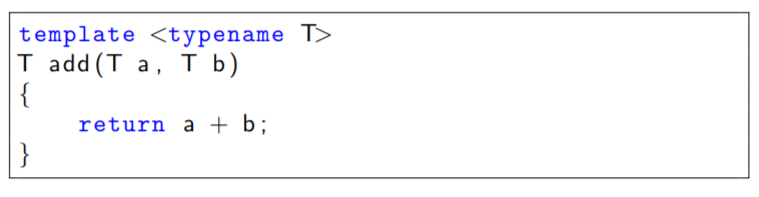 template <typename T>
T add(T a, T b)
{
    return a + b;
}